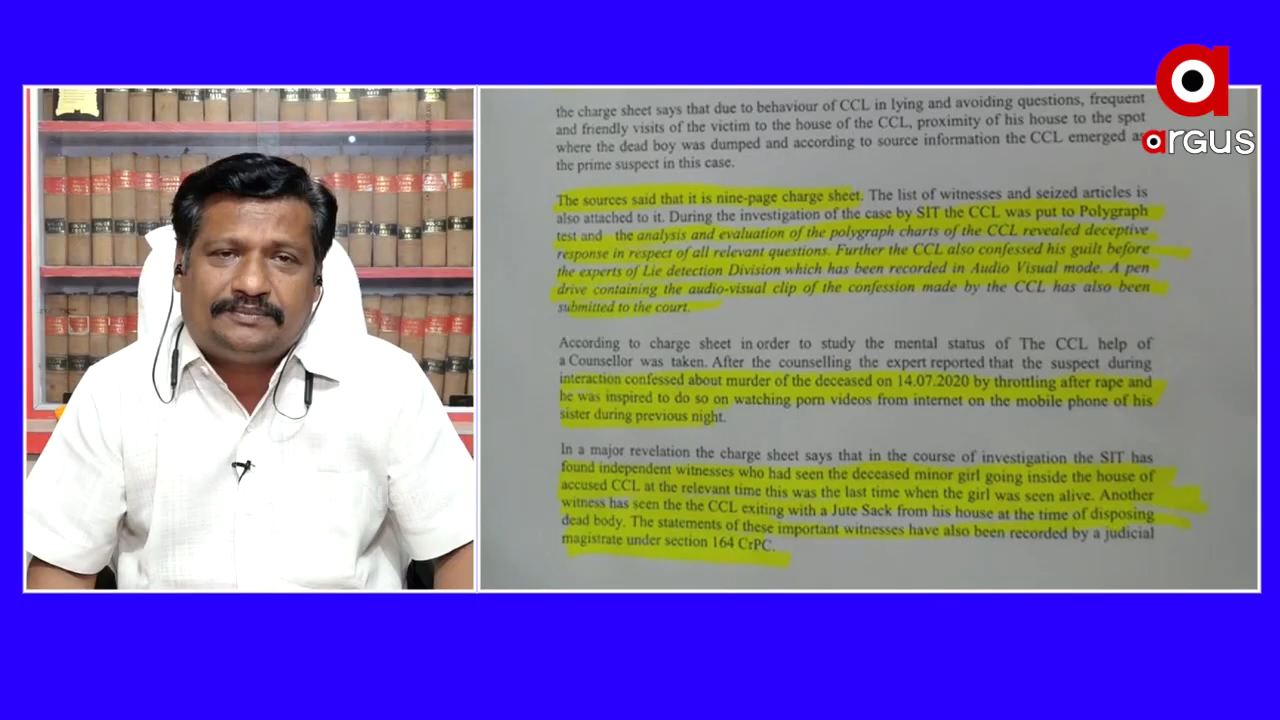 argus
the charge sheet says that due to behaviour of CCL in lying and avoiding questions, frequent
and friendly visits of the victim to the house of the CCL, proximity of his house to the spot
where the dead boy was dumped and according to source information the CCL emerged as
the prime suspect in this case.
The sources said that it is nine-page charge sheet. The list of witnesses and seized articles is
also attached to it. During the investigation of the case by SIT the CCL was put to Polygraph
test and the analysis and evaluation of the polygraph charts of the CCL revealed deceptive
response in respect of all relevant questions. Further the CCL also confessed his guilt before
the experts of Lie detection Division which has been recorded in Audio Visual mode. A pen
drive containing the audio-visual clip of the confession made by the CCL has also been
submitted to the court.
According to charge sheet in order to study the mental status of The CCL help of
a Counsellor was taken. After the counselling the expert reported that the suspect during
interaction confessed about murder of the deceased on 14.07.2020 by throttling after rape and
he was inspired to do so on watching porn videos from internet on the mobile phone of his
sister during previous night.
In a major revelation the charge sheet says that in the course of investigation the SIT has
found independent witnesses who had seen the deceased minor girl going inside the house of
accused CCL at the relevant time this was the last time when the girl was seen alive. Another
witness has seen the the CCL exiting with a Jute Sack from his house at the time of disposing
dead body. The statements of these important witnesses have also been recorded by a judicial
magistrate under section 164 CrPC.